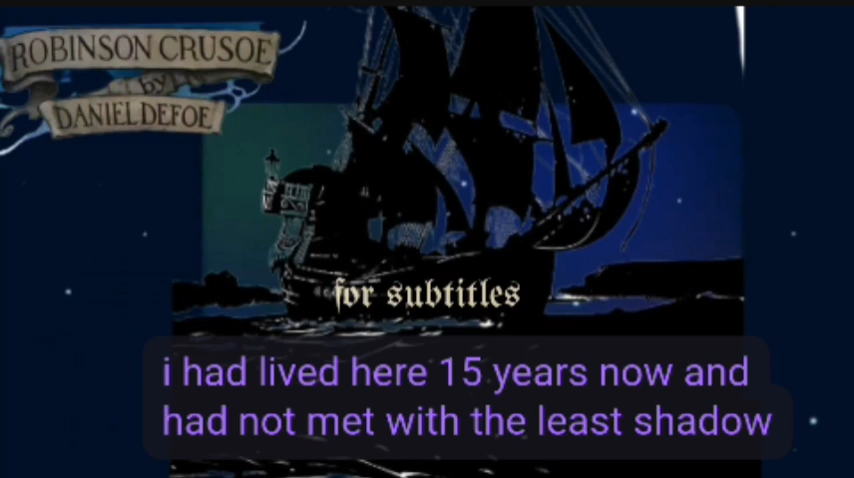 ROBINSON CRUSOE
by
DANIEL DEFOE
for subtitles
i had lived here 15 years now and
had not met with the least shadow